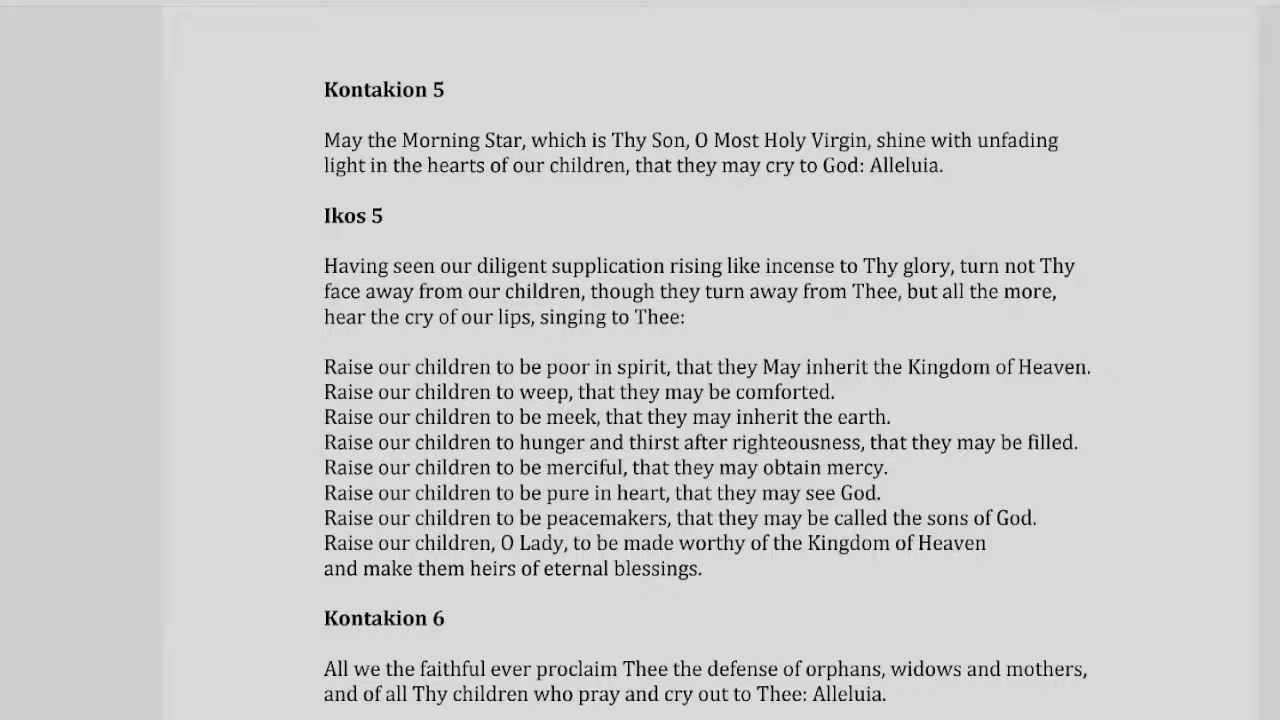 Kontakion 5
May the Morning Star, which is Thy Son, O Most Holy Virgin, shine with unfading
light in the hearts of our children, that they may cry to God: Alleluia.
Ikos 5
Having seen our diligent supplication rising like incense to Thy glory, turn not Thy
face away from our children, though they turn away from Thee, but all the more,
hear the cry of our lips, singing to Thee:
Raise our children to be poor in spirit, that they May inherit the Kingdom of Heaven.
Raise our children to weep, that they may be comforted.
Raise our children to be meek, that they may inherit the earth.
Raise our children to hunger and thirst after righteousness, that they may be filled.
Raise our children to be merciful, that they may obtain mercy.
Raise our children to be pure in heart, that they may see God.
Raise our children to be peacemakers, that they may be called the sons of God.
Raise our children, O Lady, to be made worthy of the Kingdom of Heaven
and make them heirs of eternal blessings.
Kontakion 6
All we the faithful ever proclaim Thee the defense of orphans, widows and mothers,
and of all Thy children who pray and cry out to Thee: Alleluia.